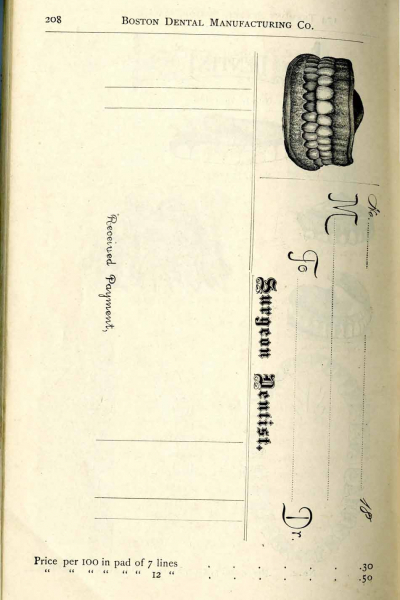 208 BOSTON DENTAL MANUFACTURING CO.
No. 18
M
To Dr.
Surgeon Dentist.
Received Payment,
Price per 100 in pad of 7 lines . . . . . . .30
" " " " " " 12 " . . . . . . .50